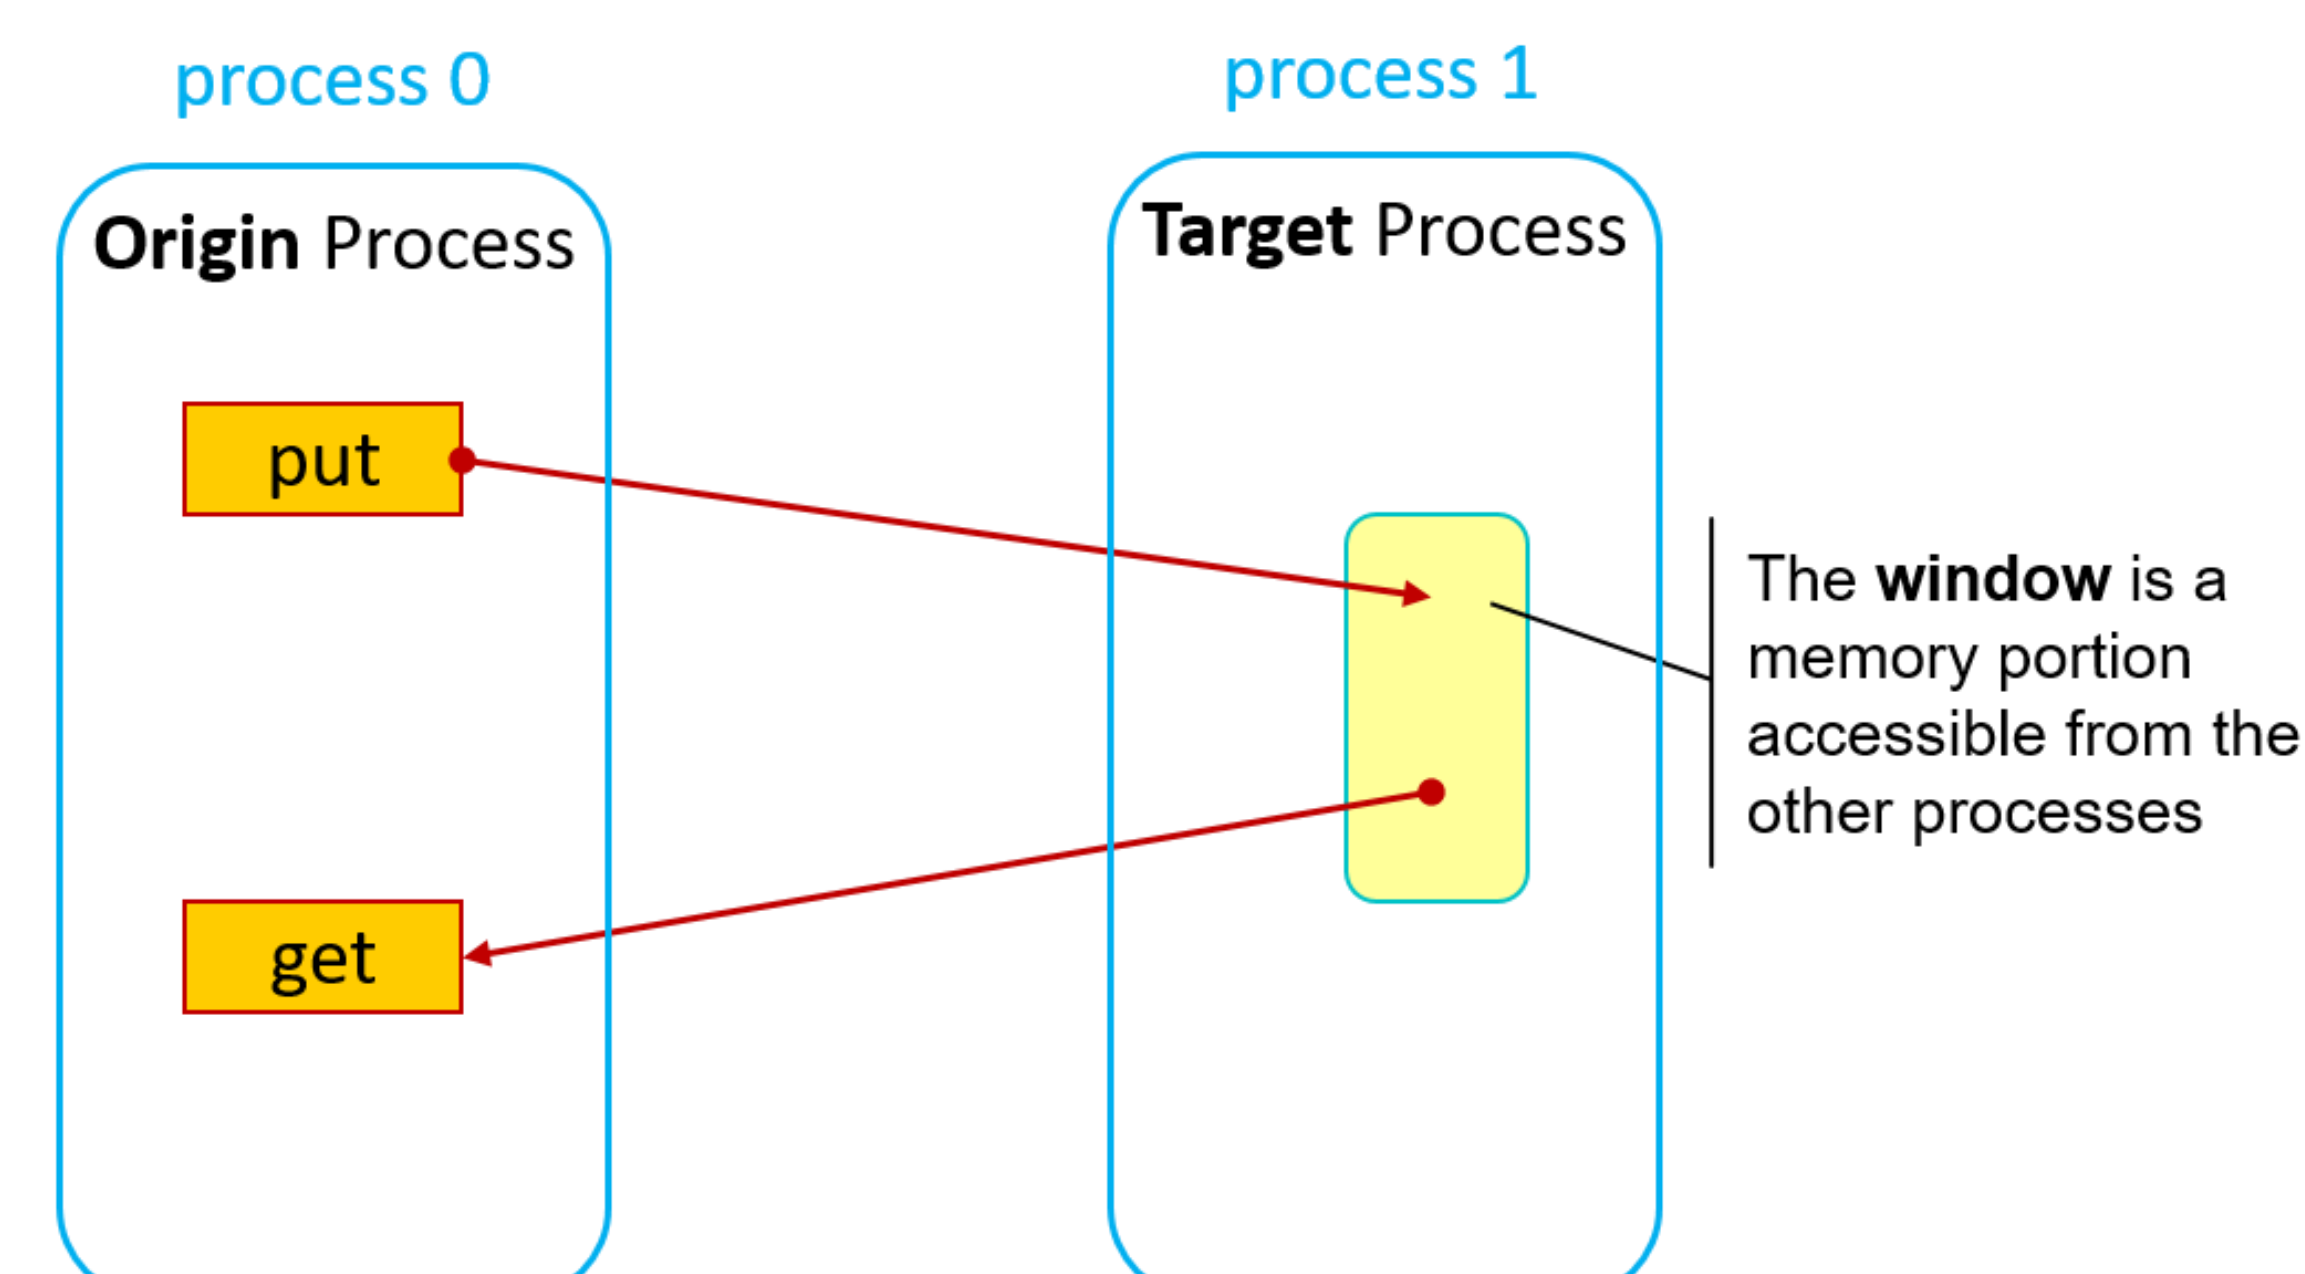 process 0
process 1
Origin Process
Target Process
put
The window is a
memory portion
accessible from the
other processes
get